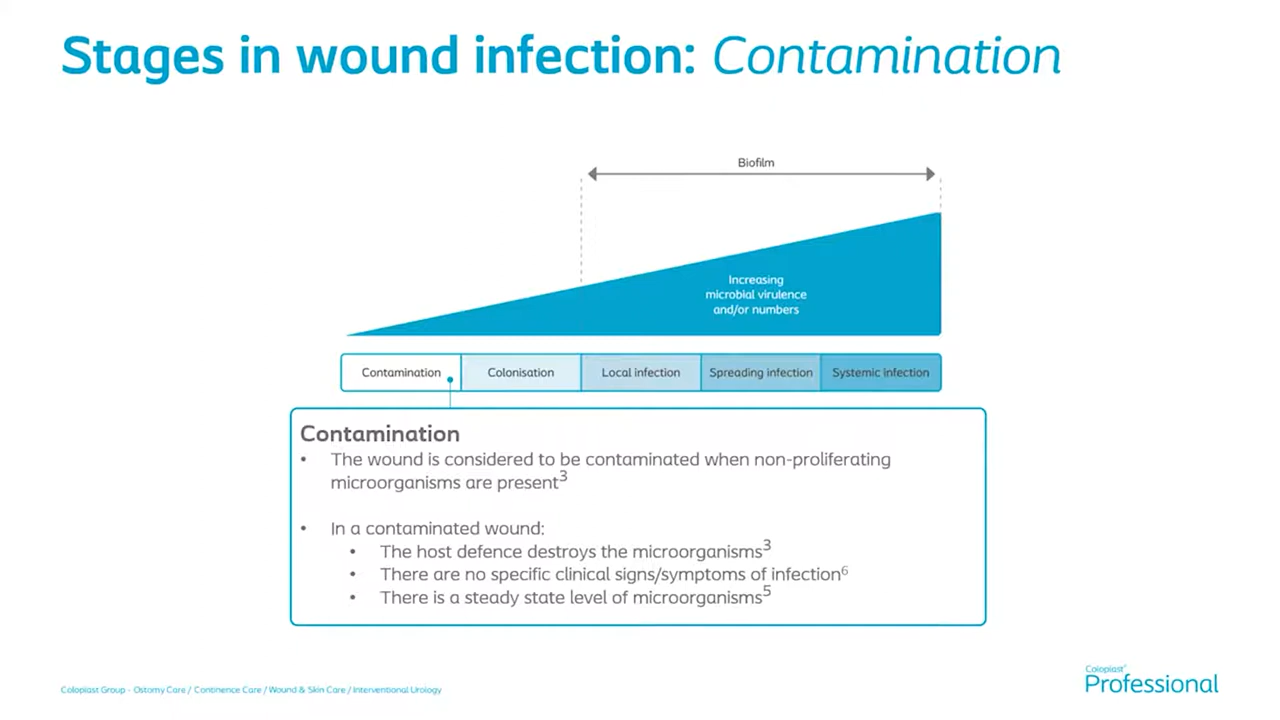 Stages in wound infection: Contamination
Biofilm
Increasing
microbial virulence
and/or numbers
Contamination
Colonisation
Local infection
Spreading infection
Systemic infection
Contamination
• The wound is considered to be contaminated when non-proliferating
microorganisms are present³
• In a contaminated wound:
• The host defence destroys the microorganisms³
• There are no specific clinical signs/symptoms of infection⁶
• There is a steady state level of microorganisms⁵
Coloplast Group - Ostomy Care / Continence Care / Wound & Skin Care / Interventional Urology
Coloplast®
Professional